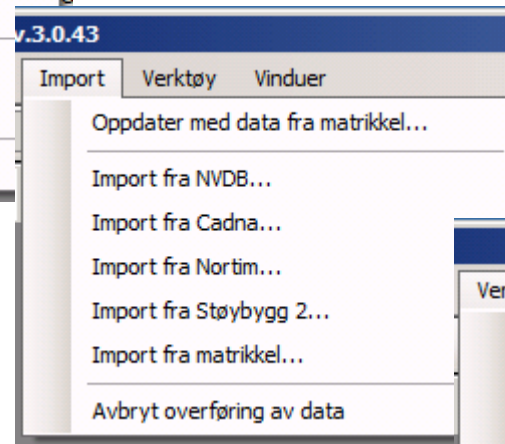 v.3.0.43
Import Verktøy Vinduer
Oppdater med data fra matrikkel...
Import fra NVDB...
Import fra Cadna...
Import fra Nortim...
Import fra Støybygg 2...
Import fra matrikkel...
Avbryt overføring av data
Ver